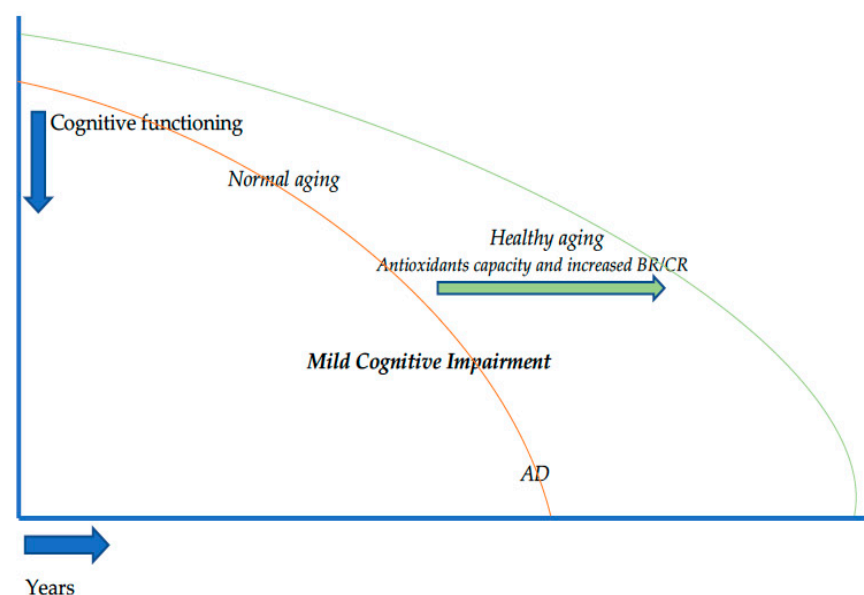 Cognitive functioning
Normal aging
Healthy aging
Antioxidants capacity and increased BR/CR
Mild Cognitive Impairment
AD
Years